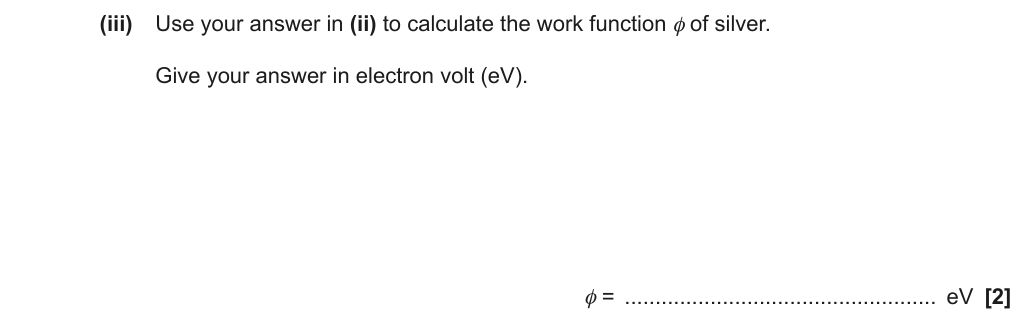 (iii) Use your answer in (ii) to calculate the work function ϕ of silver.
Give your answer in electron volt (eV).
ϕ = .................................................. eV [2]